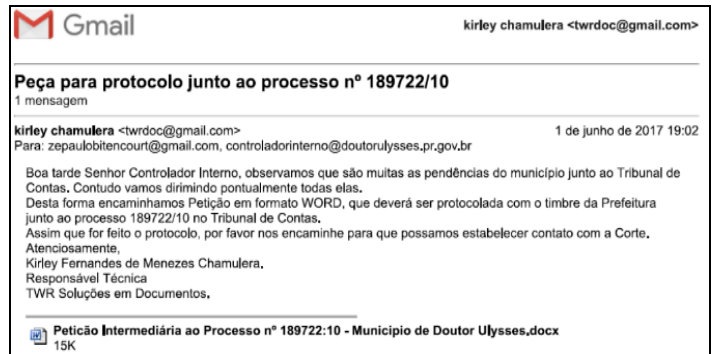 Gmail
kirley chamulera <twrdoc@gmail.com>
Peça para protocolo junto ao processo nº 189722/10
1 mensagem
kirley chamulera <twrdoc@gmail.com>
1 de junho de 2017 19:02
Para: zepaulobitencourt@gmail.com, controladorinterno@doutorulysses.pr.gov.br
Boa tarde Senhor Controlador Interno, observamos que são muitas as pendências do município junto ao Tribunal de
Contas. Contudo vamos dirimindo pontualmente todas elas.
Desta forma encaminhamos Petição em formato WORD, que deverá ser protocolada com o timbre da Prefeitura
junto ao processo 189722/10 no Tribunal de Contas.
Assim que for feito o protocolo, por favor nos encaminhe para que possamos estabelecer contato com a Corte.
Atenciosamente,
Kirley Fernandes de Menezes Chamulera.
Responsável Técnica
TWR Soluções em Documentos.
Petição Intermediária ao Processo nº 189722:10 - Municipio de Doutor Ulysses.docx
15K